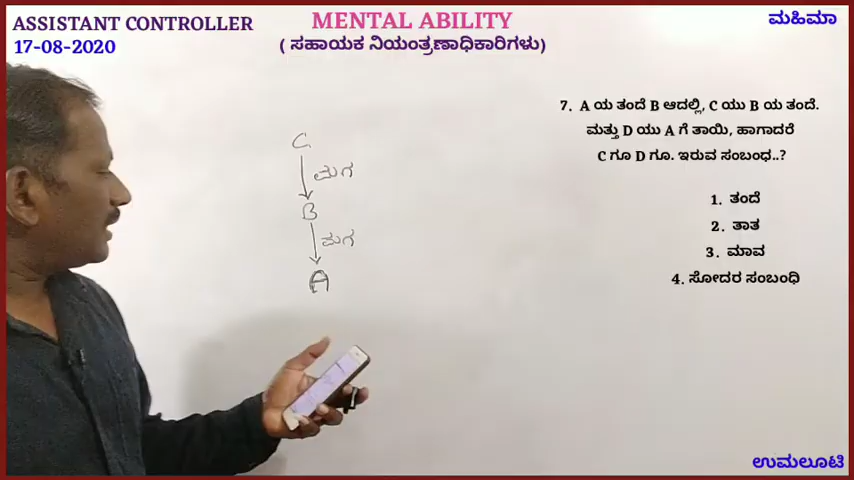 ASSISTANT CONTROLLER
17-08-2020
MENTAL ABILITY
( ಸಹಾಯಕ ನಿಯಂತ್ರಣಾಧಿಕಾರಿಗಳು)
ಮಹಿಮಾ
7. A ಯ ತಂದೆ B ಆದಲ್ಲಿ, C ಯು B ಯ ತಂದೆ.
ಮತ್ತು D ಯು A ಗೆ ತಾಯಿ, ಹಾಗಾದರೆ
C ಗೂ D ಗೂ. ಇರುವ ಸಂಬಂಧ..?
1. ತಂದೆ
2. ತಾತ
3. ಮಾವ
4. ಸೋದರ ಸಂಬಂಧಿ
C
ಮಗ
B
ಮಗ
A
ಉಮಲೂಟಿ